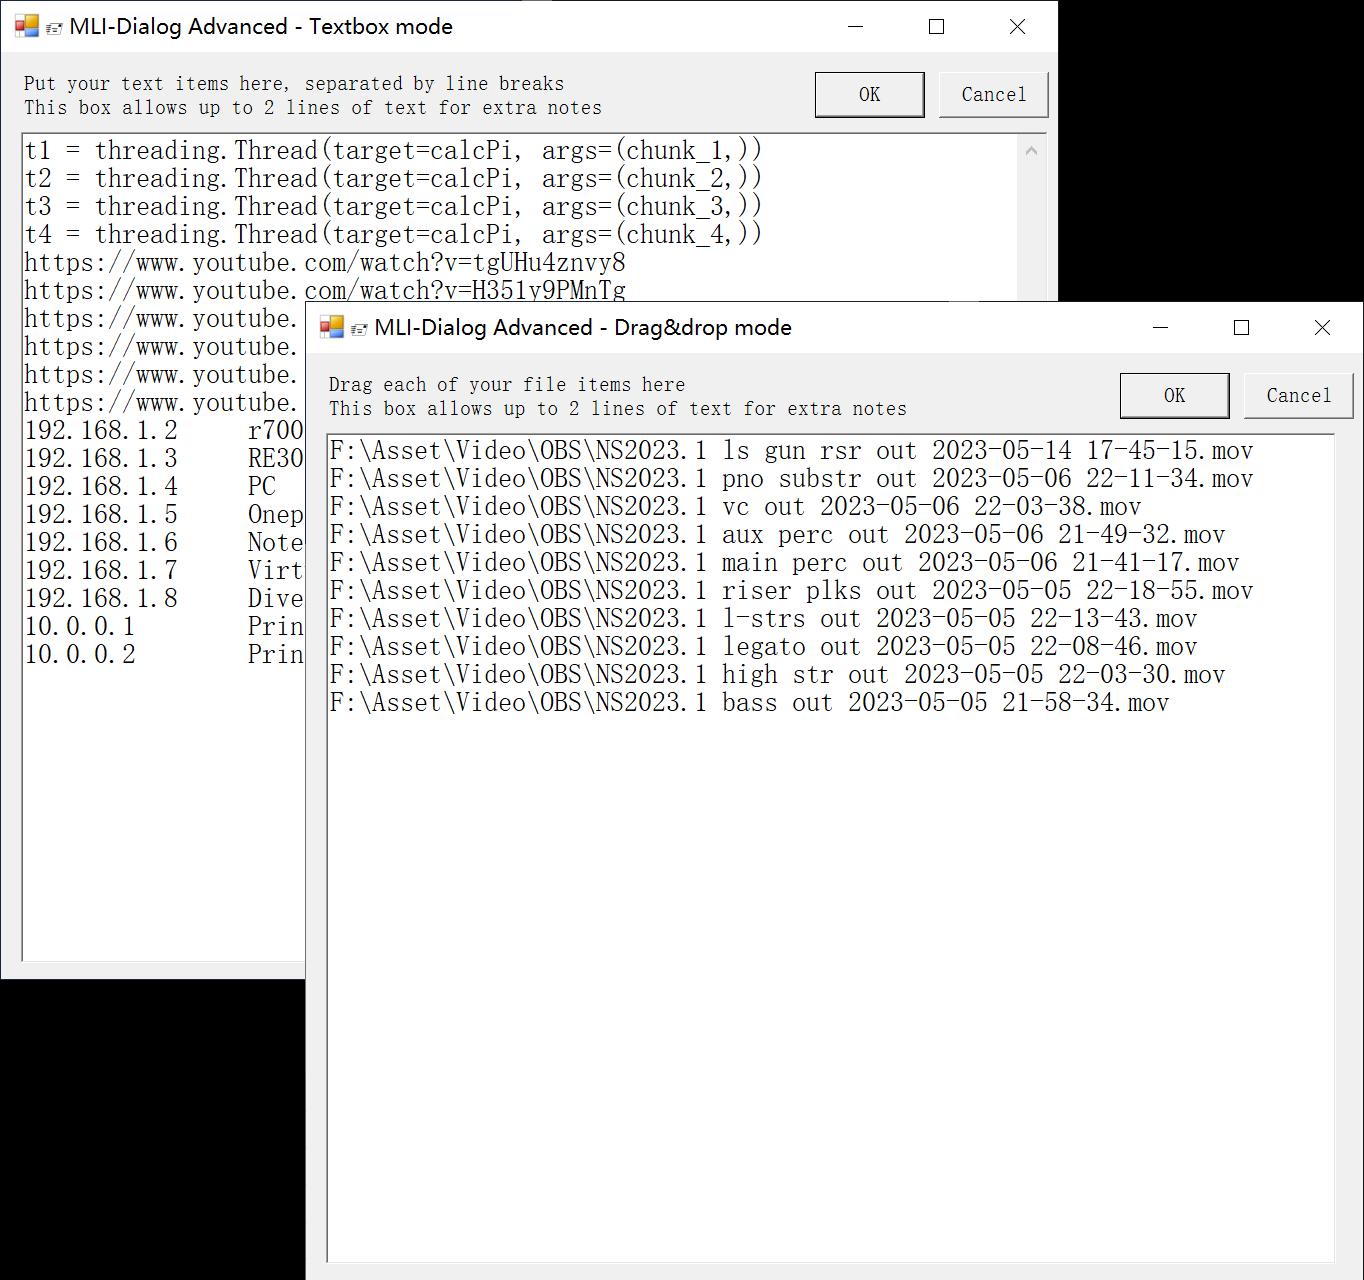 MLI-Dialog Advanced - Textbox mode
Put your text items here, separated by line breaks
This box allows up to 2 lines of text for extra notes
OK
Cancel
t1 = threading.Thread(target=calcPi, args=(chunk_1,))
t2 = threading.Thread(target=calcPi, args=(chunk_2,))
t3 = threading.Thread(target=calcPi, args=(chunk_3,))
t4 = threading.Thread(target=calcPi, args=(chunk_4,))
https://www.youtube.com/watch?v=tgUHu4znvy8
https://www.youtube.com/watch?v=H351y9PMnTg
https://www.youtube.
https://www.youtube.
https://www.youtube.
https://www.youtube.
192.168.1.2 r700
192.168.1.3 RE30
192.168.1.4 PC
192.168.1.5 Onep
192.168.1.6 Note
192.168.1.7 Virt
192.168.1.8 Dive
10.0.0.1 Prin
10.0.0.2 Prin
MLI-Dialog Advanced - Drag&drop mode
Drag each of your file items here
This box allows up to 2 lines of text for extra notes
OK
Cancel
F:\Asset\Video\OBS\NS2023.1 ls gun rsr out 2023-05-14 17-45-15.mov
F:\Asset\Video\OBS\NS2023.1 pno substr out 2023-05-06 22-11-34.mov
F:\Asset\Video\OBS\NS2023.1 vc out 2023-05-06 22-03-38.mov
F:\Asset\Video\OBS\NS2023.1 aux perc out 2023-05-06 21-49-32.mov
F:\Asset\Video\OBS\NS2023.1 main perc out 2023-05-06 21-41-17.mov
F:\Asset\Video\OBS\NS2023.1 riser plks out 2023-05-05 22-18-55.mov
F:\Asset\Video\OBS\NS2023.1 l-strs out 2023-05-05 22-13-43.mov
F:\Asset\Video\OBS\NS2023.1 legato out 2023-05-05 22-08-46.mov
F:\Asset\Video\OBS\NS2023.1 high str out 2023-05-05 22-03-30.mov
F:\Asset\Video\OBS\NS2023.1 bass out 2023-05-05 21-58-34.mov